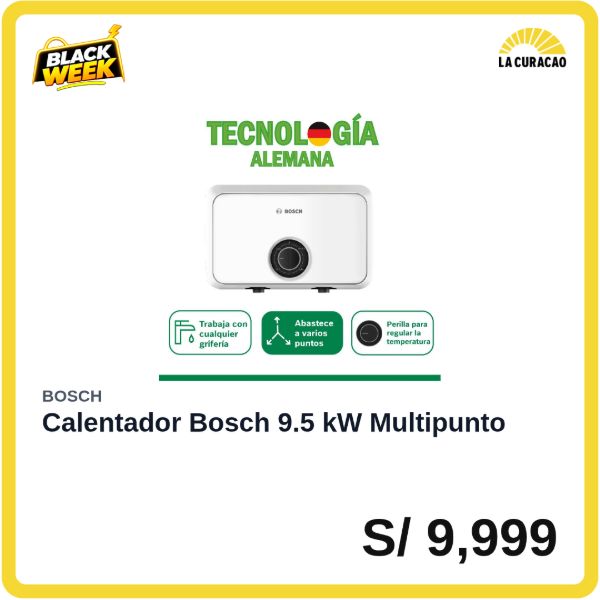 BLACK
WEEK
LA CURACAO
TECNOLOGÍA
ALEMANA
BOSCH
Trabaja con
cualquier
grifería
Abastece
a varios
puntos
Perilla para
regular la
temperatura
BOSCH
Calentador Bosch 9.5 kW Multipunto
S/ 9,999